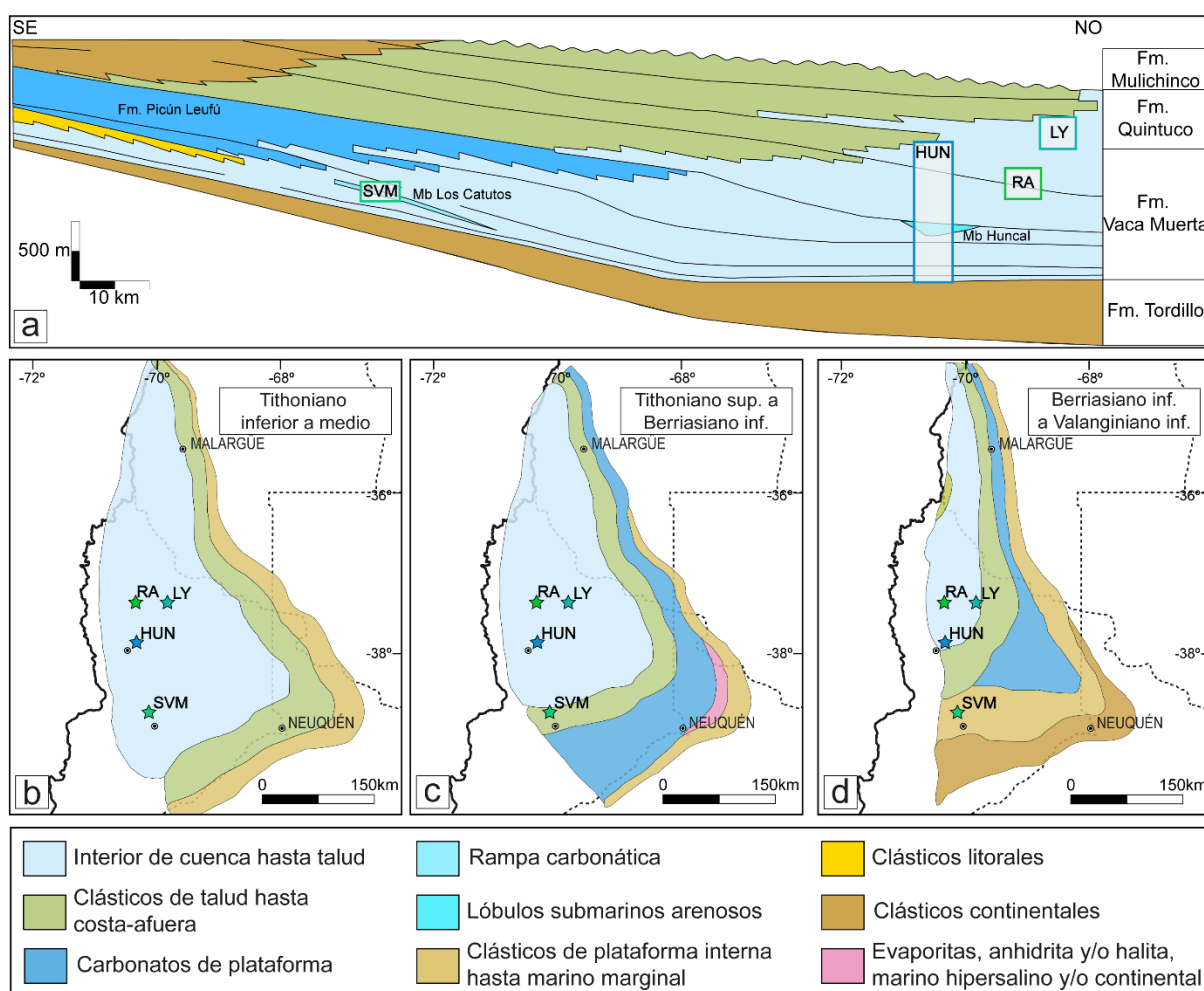 SE
NO
Fm.
Mulichinco
Fm.
Quintuco
Fm.
Vaca Muerta
Fm. Tordillo
Fm. Picún Leufú
SVM
Mb Los Catutos
HUN
LY
RA
Mb Huncal
500 m
10 km
a
-72°
-70°
-68°
Tithoniano
inferior a medio
MALARGÜE
-36°
RA
LY
HUN
-38°
SVM
NEUQUÉN
b
0
150km
-72°
-70°
-68°
Tithoniano sup. a
Berriasiano inf.
MALARGÜE
-36°
RA
LY
HUN
-38°
SVM
NEUQUÉN
c
0
150km
-72°
-70°
-68°
Berriasiano inf.
a Valanginiano inf.
MALARGÜE
-36°
RA
LY
HUN
-38°
SVM
NEUQUÉN
d
0
150km
Interior de cuenca hasta talud
Clásticos de talud hasta
costa-afuera
Carbonatos de plataforma
Rampa carbonática
Lóbulos submarinos arenosos
Clásticos de plataforma interna
hasta marino marginal
Clásticos litorales
Clásticos continentales
Evaporitas, anhidrita y/o halita,
marino hipersalino y/o continental